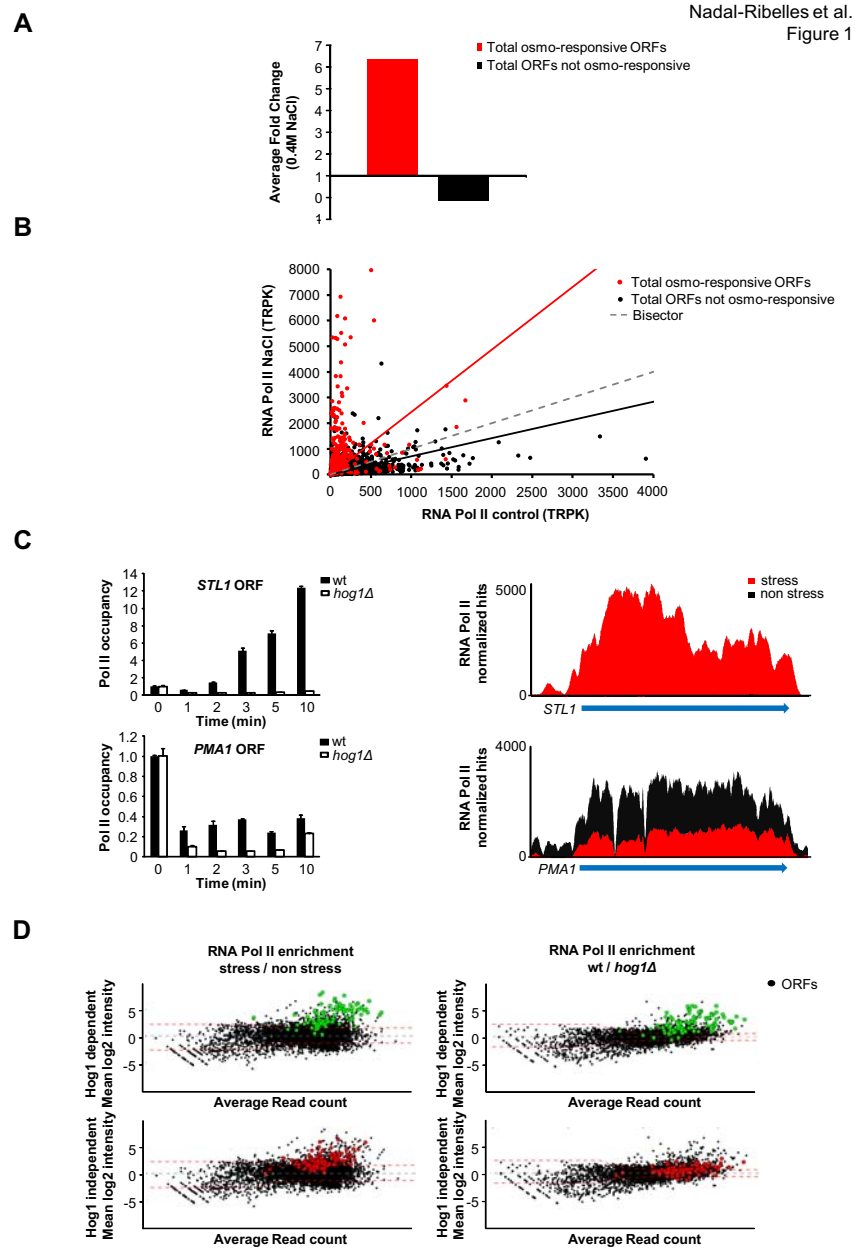 Nadal-Ribelles et al.
Figure 1
A
Average Fold Change
(0.4M NaCl)
7
6
5
4
3
2
1
0
1
Total osmo-responsive ORFs
Total ORFs not osmo-responsive
B
RNA Pol II NaCl (TRPK)
8000
7000
6000
5000
4000
3000
2000
1000
0
0 500 1000 1500 2000 2500 3000 3500 4000
RNA Pol II control (TRPK)
Total osmo-responsive ORFs
Total ORFs not osmo-responsive
Bisector
C
Pol II occupancy
14
12
10
8
6
4
2
0
STL1 ORF
wt
hog1Δ
0 1 2 3 5 10
Time (min)
RNA Pol II
normalized hits
5000
0
stress
non stress
STL1
Pol II occupancy
1.2
1.0
0.8
0.6
0.4
0.2
0
PMA1 ORF
wt
hog1Δ
0 1 2 3 5 10
Time (min)
RNA Pol II
normalized hits
4000
0
PMA1
D
RNA Pol II enrichment
stress / non stress
RNA Pol II enrichment
wt / hog1Δ
ORFs
Hog1 dependent
Mean log2 intensity
5
0
-5
Average Read count
Hog1 dependent
Mean log2 intensity
5
0
-5
Average Read count
Hog1 independent
Mean log2 intensity
5
0
-5
Average Read count
Hog1 independent
Mean log2 intensity
5
0
-5
Average Read count